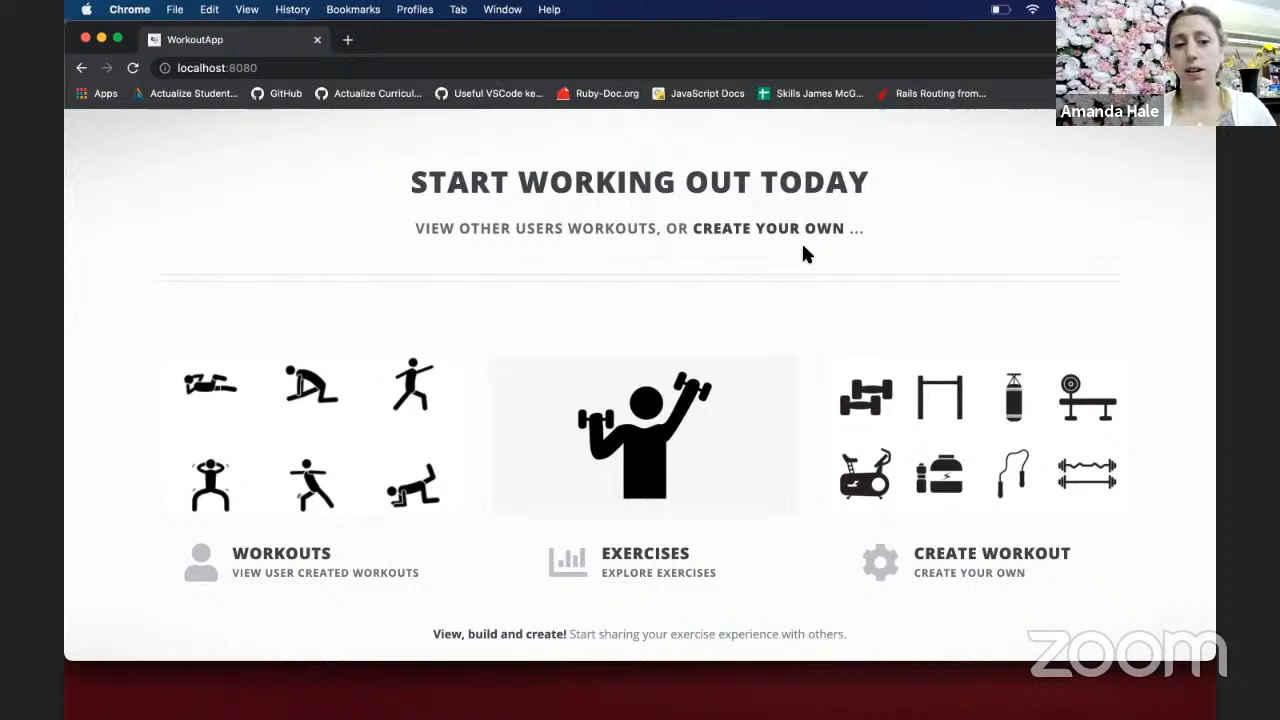 Chrome File Edit View History Bookmarks Profiles Tab Window Help
WorkoutApp
localhost:8080
Apps Actualize Student... GitHub Actualize Curricul... Useful VSCode ke... Ruby-Doc.org JavaScript Docs Skills James McG... Rails Routing from...
Amanda Hale
START WORKING OUT TODAY
VIEW OTHER USERS WORKOUTS, OR CREATE YOUR OWN ...
WORKOUTS
VIEW USER CREATED WORKOUTS
EXERCISES
EXPLORE EXERCISES
CREATE WORKOUT
CREATE YOUR OWN
View, build and create! Start sharing your exercise experience with others.
zoom